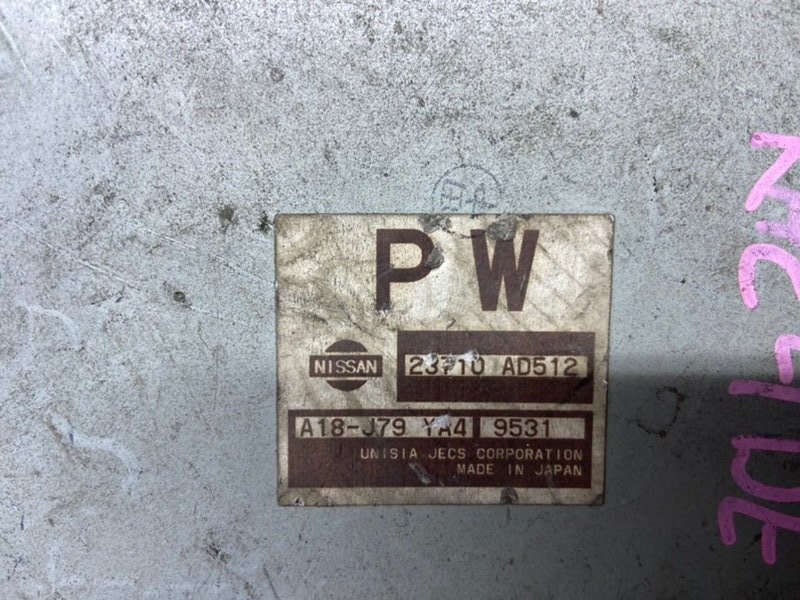 P W
NISSAN
23710 AD512
A18-J79 YA4 9531
UNISIA JECS CORPORATION
MADE IN JAPAN